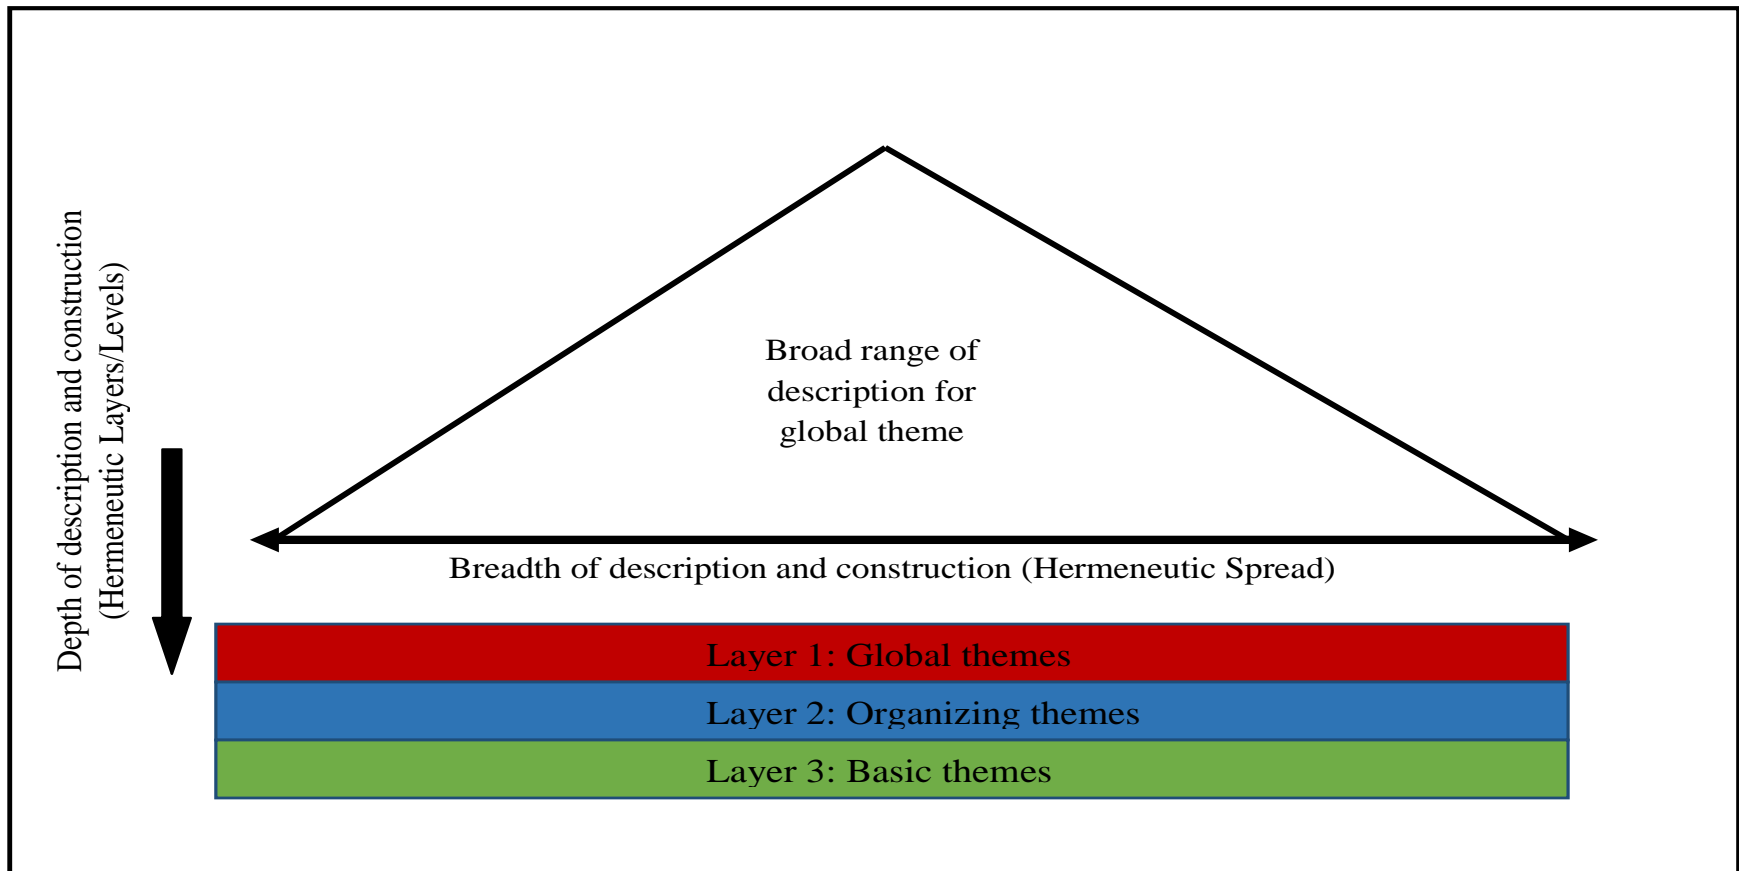 Depth of description and construction
(Hermeneutic Layers/Levels)
Broad range of
description for
global theme
Breadth of description and construction (Hermeneutic Spread)
Layer 1: Global themes
Layer 2: Organizing themes
Layer 3: Basic themes